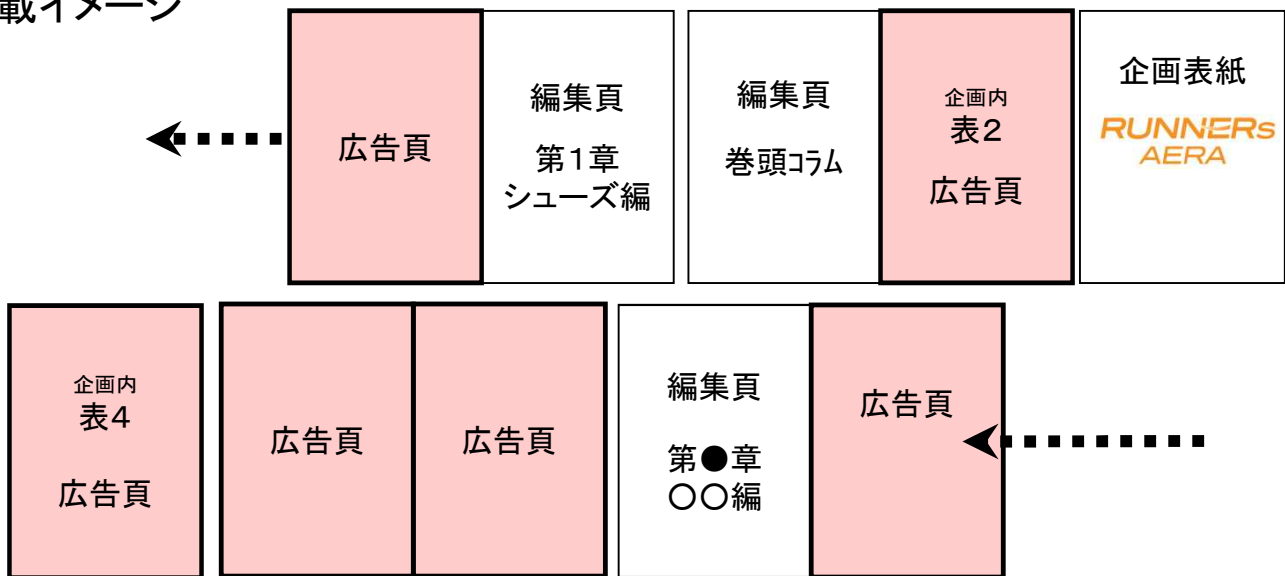 載イメージ
企画表紙
RUNNERs
AERA
企画内
表2
広告頁
編集頁
巻頭コラム
編集頁
第1章
シューズ編
広告頁
広告頁
編集頁
第●章
○○編
広告頁
広告頁
企画内
表4
広告頁